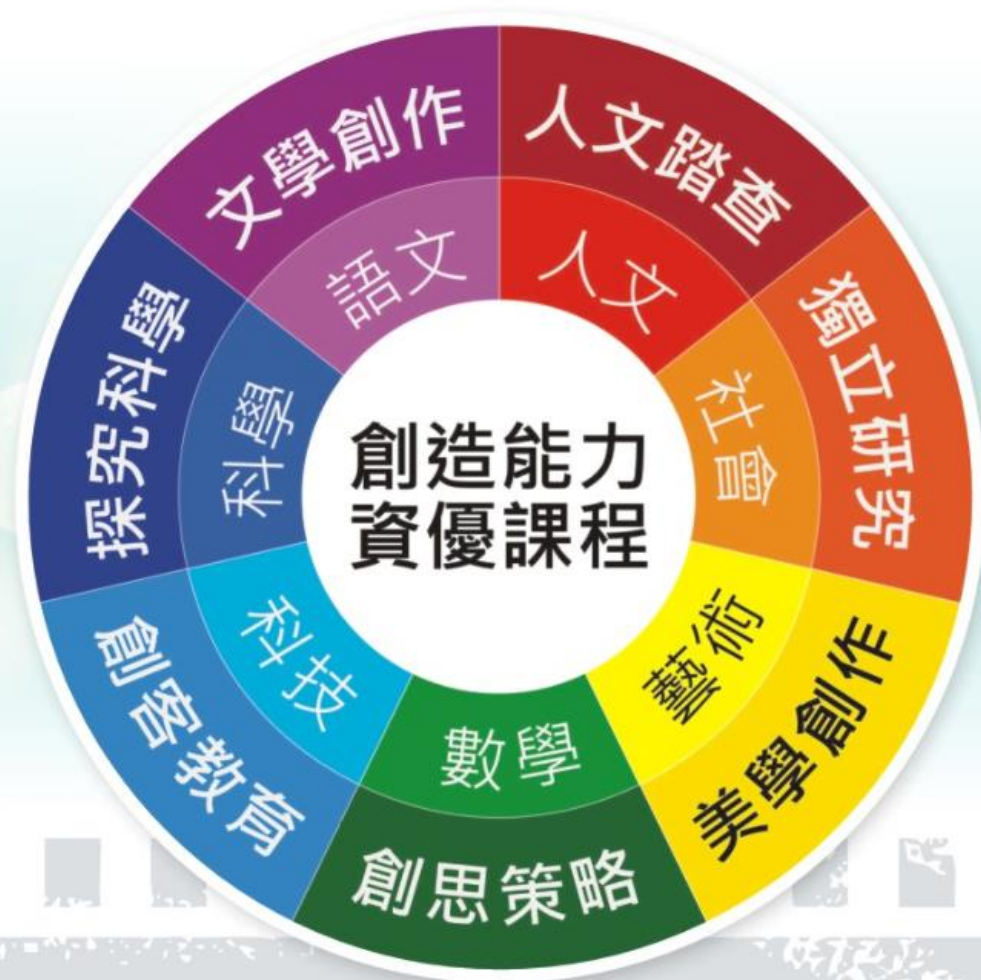 創造能力
資優課程
人文
社會
藝術
數學
科技
科學
語文
人文踏查
獨立研究
美學創作
創思策略
創客教育
探究科學
文學創作